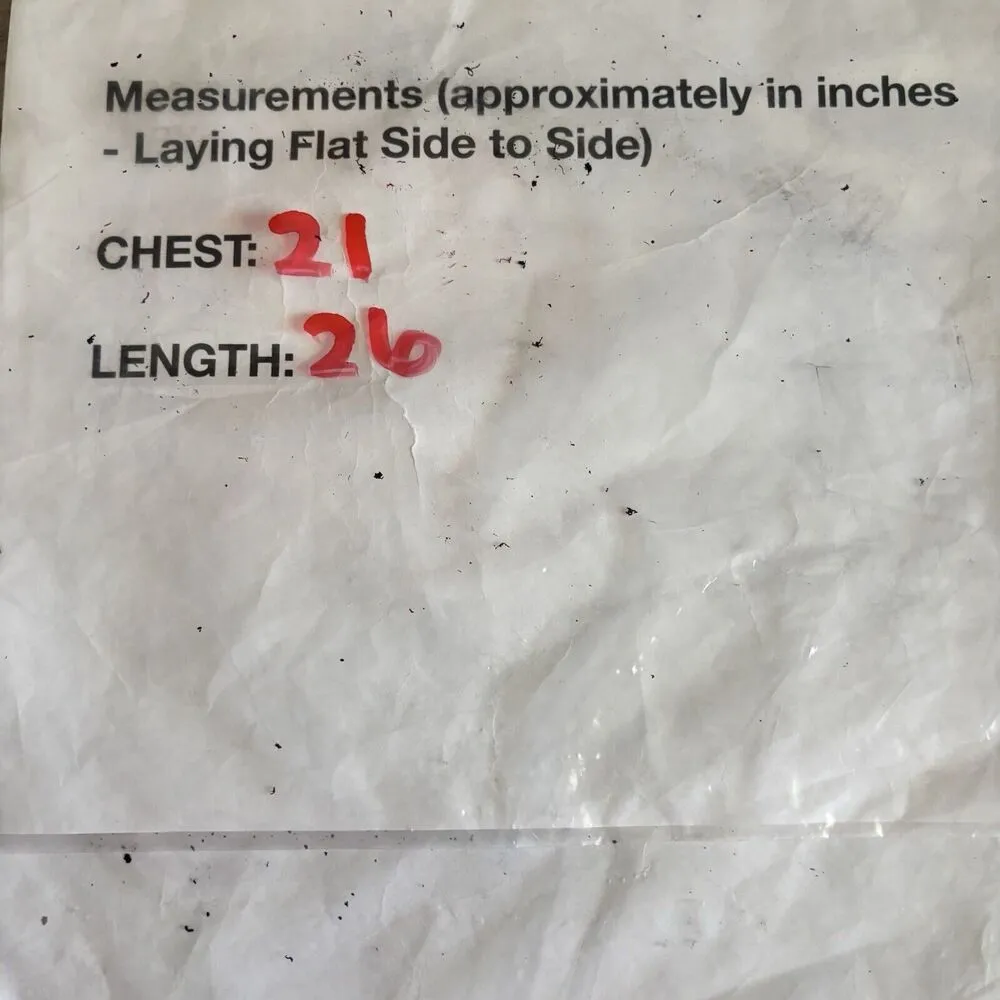 Measurements (approximately in inches
- Laying Flat Side to Side)
CHEST: 21
LENGTH: 26